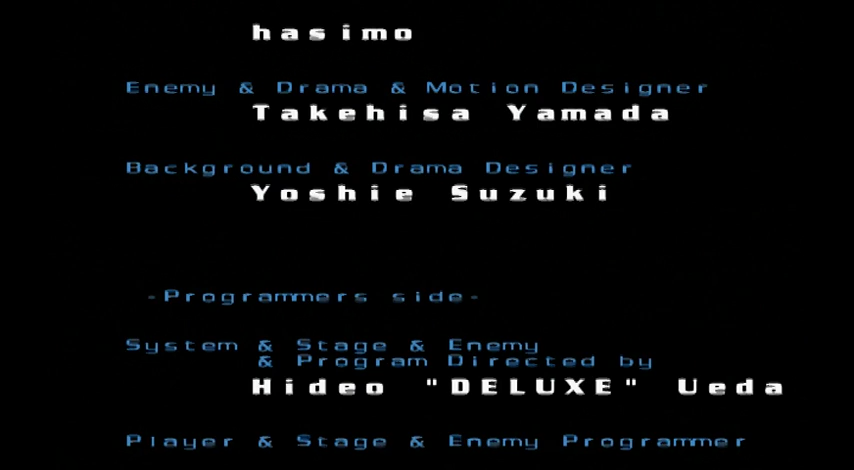 hasimo
Enemy & Drama & Motion Designer
Takehisa Yamada
Background & Drama Designer
Yoshie Suzuki
-Programmers side-
System & Stage & Enemy
& Program Directed by
Hideo "DELUXE" Ueda
Player & Stage & Enemy Programmer